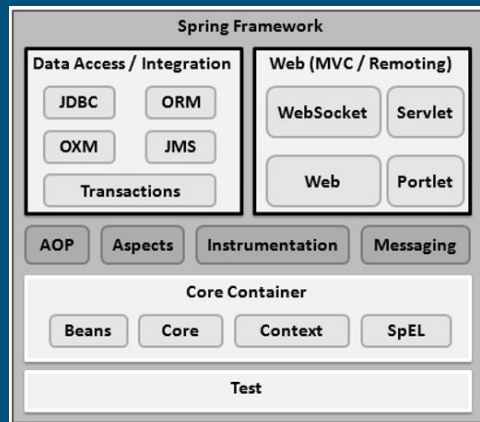 Spring Framework
Data Access / Integration
JDBC
ORM
OXM
JMS
Transactions
Web (MVC / Remoting)
WebSocket
Servlet
Web
Portlet
AOP
Aspects
Instrumentation
Messaging
Core Container
Beans
Core
Context
SpEL
Test